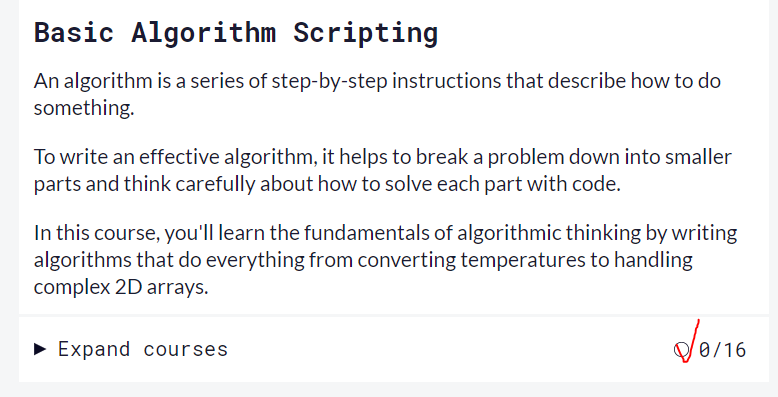 Basic Algorithm Scripting
An algorithm is a series of step-by-step instructions that describe how to do
something.
To write an effective algorithm, it helps to break a problem down into smaller
parts and think carefully about how to solve each part with code.
In this course, you'll learn the fundamentals of algorithmic thinking by writing
algorithms that do everything from converting temperatures to handling
complex 2D arrays.
Expand courses 0/16